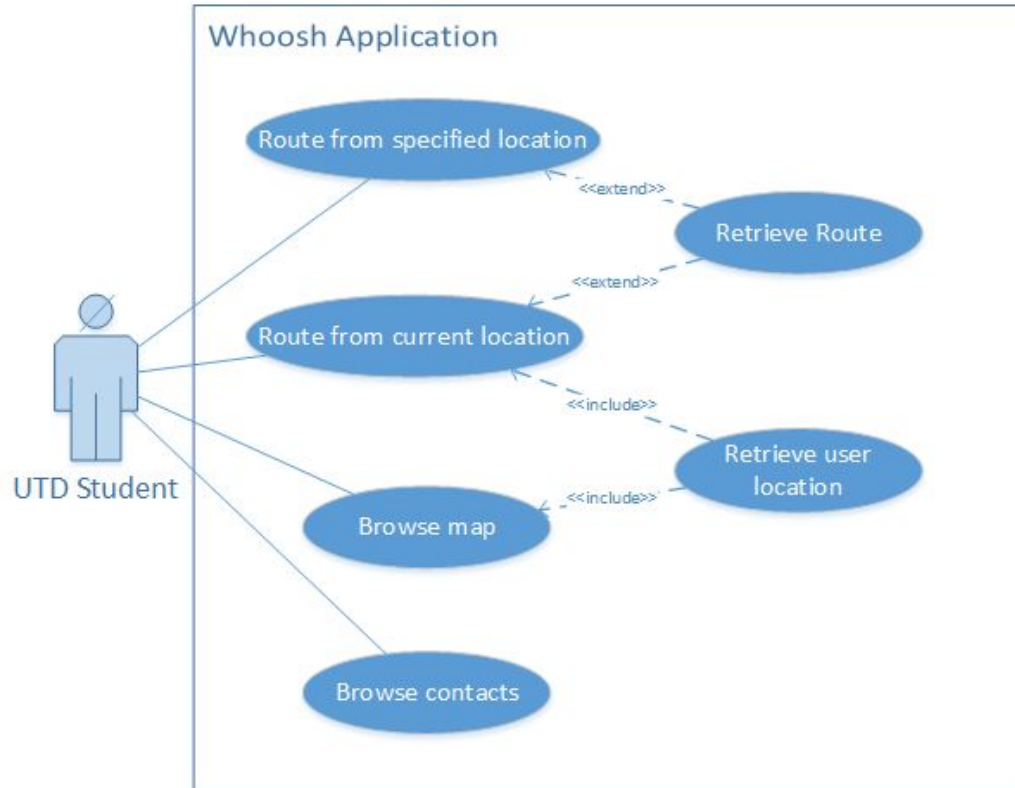 Whoosh Application
Route from specified location
<<extend>>
Retrieve Route
<<extend>>
Route from current location
<<include>>
Retrieve user
location
UTD Student
<<include>>
Browse map
Browse contacts